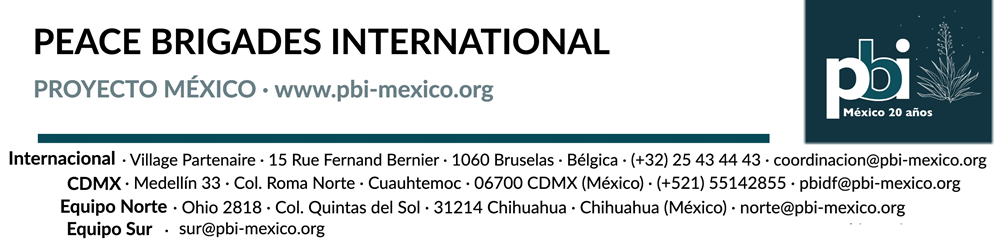 PEACE BRIGADES INTERNATIONAL
PROYECTO MÉXICO · www.pbi-mexico.org
pbi
México 20 años
Internacional · Village Partenaire · 15 Rue Fernand Bernier · 1060 Bruselas · Bélgica · (+32) 25 43 44 43 · coordinacion@pbi-mexico.org
CDMX · Medellín 33 · Col. Roma Norte · Cuauhtemoc · 06700 CDMX (México) · (+521) 55142855 · pbidf@pbi-mexico.org
Equipo Norte · Ohio 2818 · Col. Quintas del Sol · 31214 Chihuahua · Chihuahua (México) · norte@pbi-mexico.org
Equipo Sur · sur@pbi-mexico.org